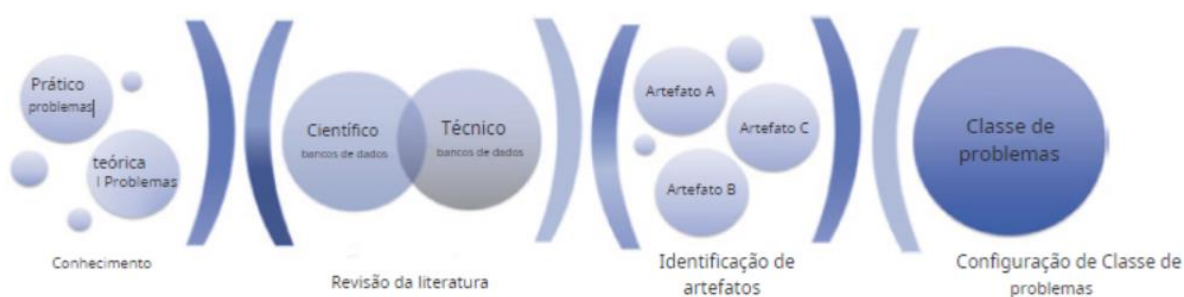 Prático
problemas
teórica
l Problemas
Conhecimento
Científico
bancos de dados
Técnico
bancos de dados
Revisão da literatura
Artefato A
Artefato C
Artefato B
Identificação de
artefatos
Classe de
problemas
Configuração de Classe de
problemas